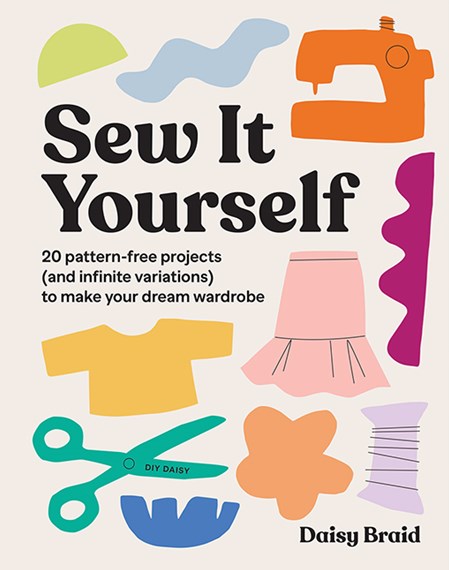 Sew It
Yourself
20 pattern-free projects
(and infinite variations)
to make your dream wardrobe
DIY DAISY
Daisy Braid